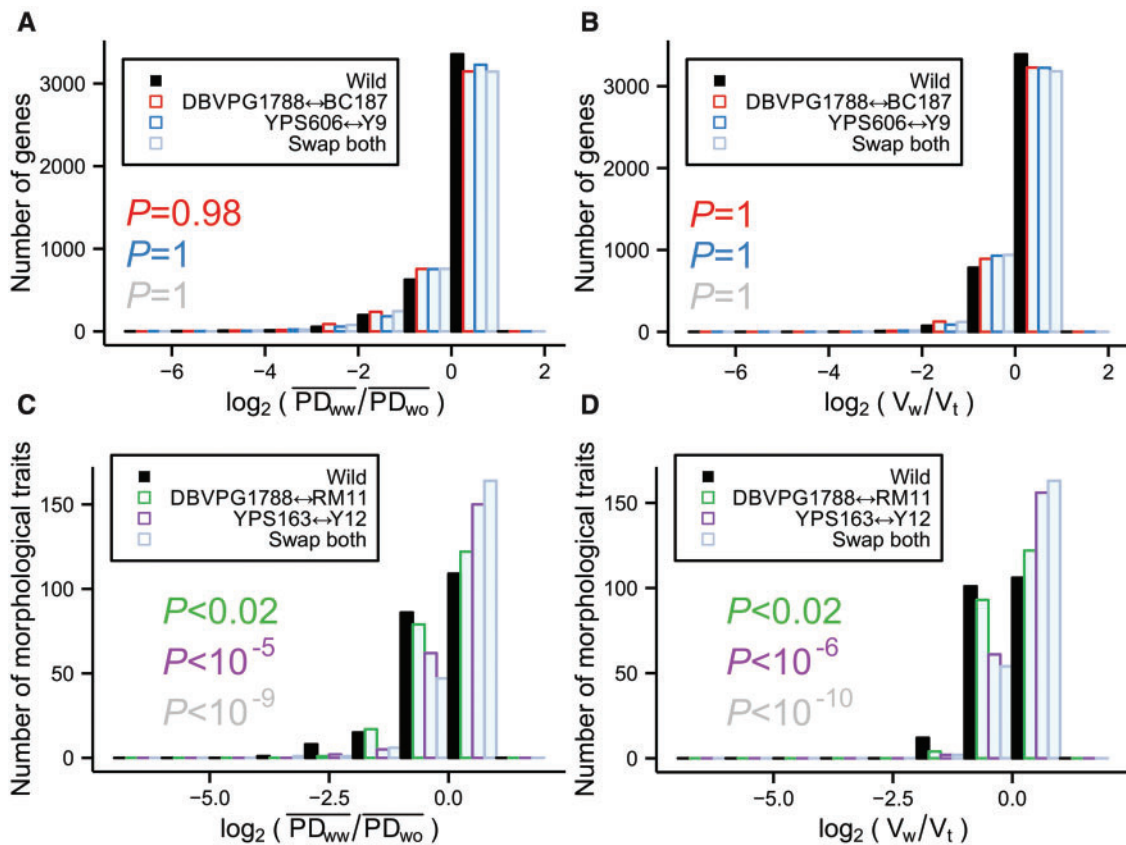 A
Number of genes
3000
2000
1000
0
Wild
DBVPG1788↔BC187
YPS606↔Y9
Swap both
P=0.98
P=1
P=1
−6 −4 −2 0 2
log₂ ( PDww/PDwo )
B
Number of genes
3000
2000
1000
0
Wild
DBVPG1788↔BC187
YPS606↔Y9
Swap both
P=1
P=1
P=1
−6 −4 −2 0 2
log₂ ( Vw/Vt )
C
Number of morphological traits
150
100
50
0
Wild
DBVPG1788↔RM11
YPS163↔Y12
Swap both
P<0.02
P<10⁻⁵
P<10⁻⁹
−5.0 −2.5 0.0
log₂ ( PDww/PDwo )
D
Number of morphological traits
150
100
50
0
Wild
DBVPG1788↔RM11
YPS163↔Y12
Swap both
P<0.02
P<10⁻⁶
P<10⁻¹⁰
−5.0 −2.5 0.0
log₂ ( Vw/Vt )